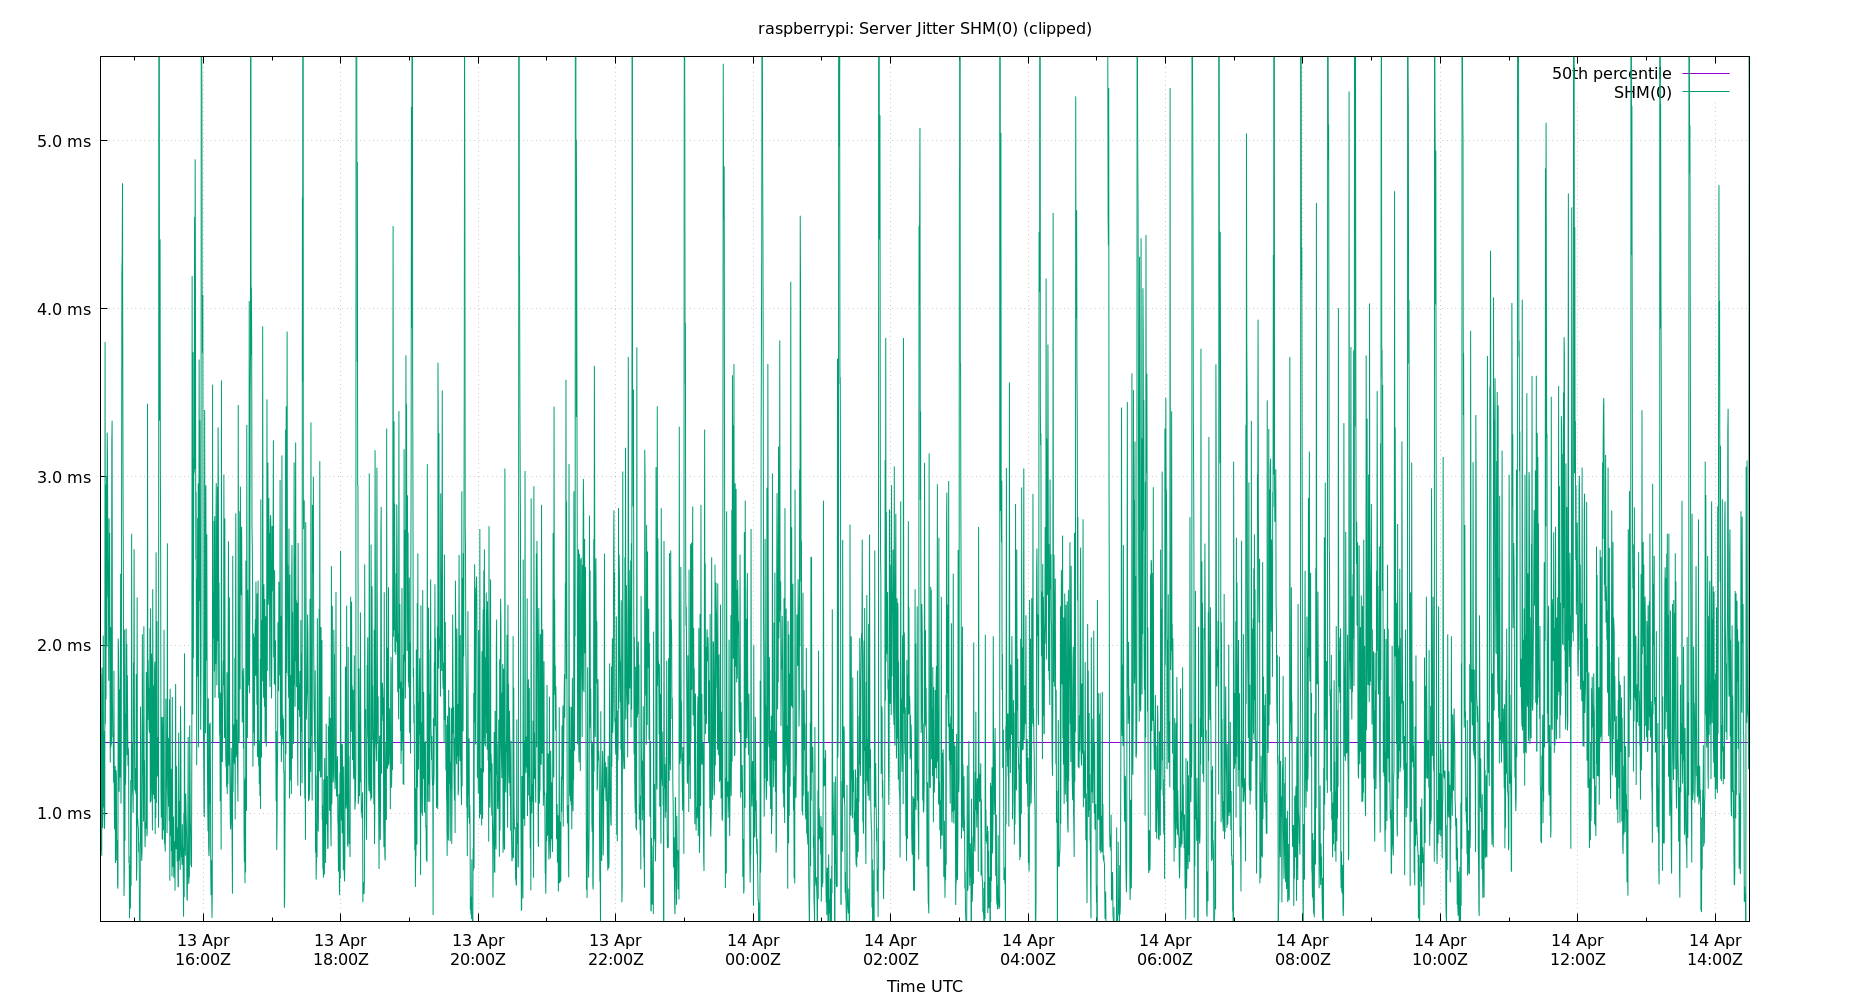 raspberrypi: Server Jitter SHM(0) (clipped)
50th percentile
SHM(0)
5.0 ms
4.0 ms
3.0 ms
2.0 ms
1.0 ms
13 Apr 13 Apr 13 Apr 13 Apr 14 Apr 14 Apr 14 Apr 14 Apr 14 Apr 14 Apr 14 Apr 14 Apr
16:00Z 18:00Z 20:00Z 22:00Z 00:00Z 02:00Z 04:00Z 06:00Z 08:00Z 10:00Z 12:00Z 14:00Z
Time UTC